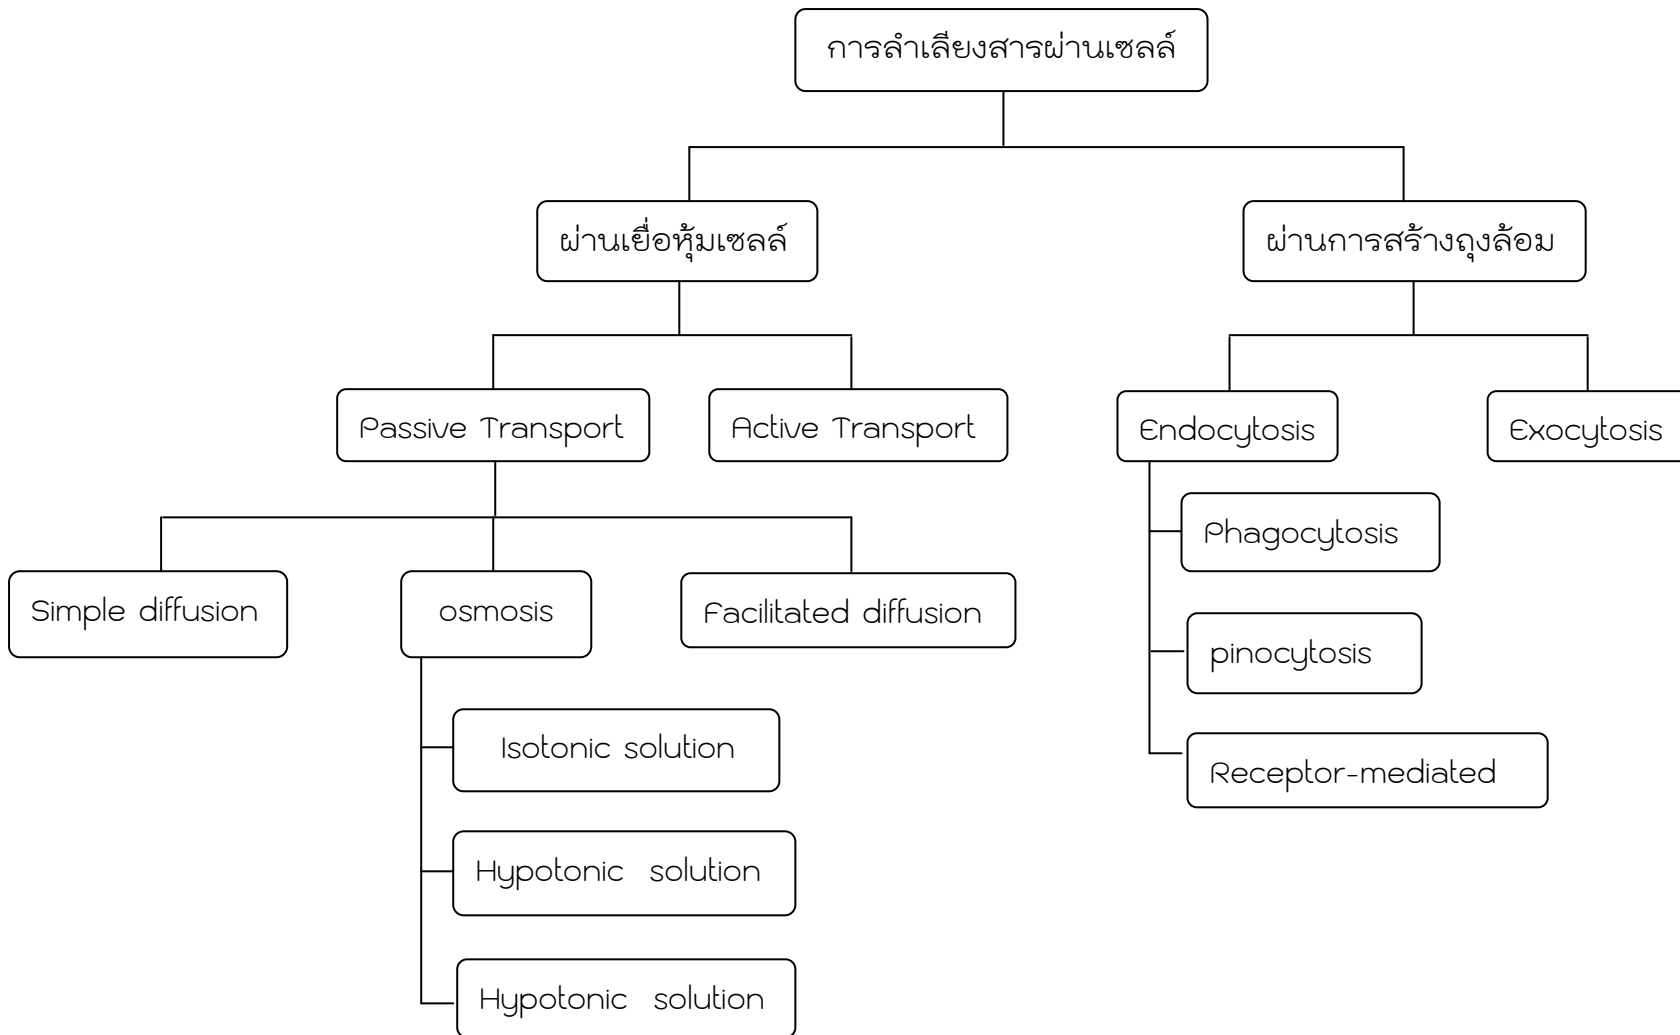 การลำเลียงสารผ่านเซลล์
ผ่านเยื่อหุ้มเซลล์
ผ่านการสร้างถุงล้อม
Passive Transport
Active Transport
Endocytosis
Exocytosis
Phagocytosis
Simple diffusion
osmosis
Facilitated diffusion
pinocytosis
Isotonic solution
Receptor-mediated
Hypotonic solution
Hypotonic solution